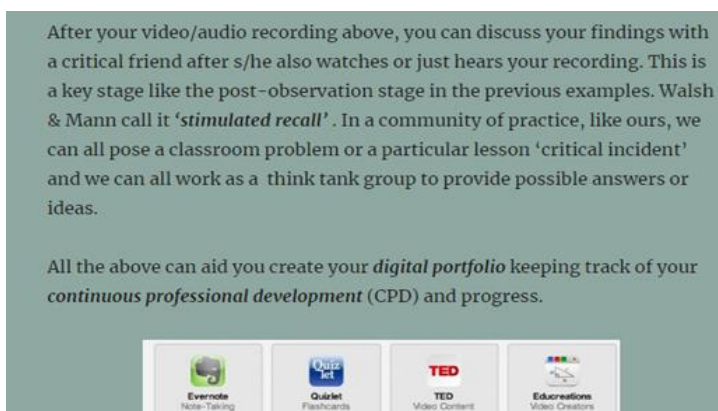 After your video/audio recording above, you can discuss your findings with
a critical friend after s/he also watches or just hears your recording. This is
a key stage like the post-observation stage in the previous examples. Walsh
& Mann call it ‘stimulated recall’ . In a community of practice, like ours, we
can all pose a classroom problem or a particular lesson ‘critical incident’
and we can all work as a  think tank group to provide possible answers or
ideas.
All the above can aid you create your digital portfolio keeping track of your
continuous professional development (CPD) and progress.
Quiz
let
TED
Evernote
Note-Taking
Quizlet
Flashcards
TED
Video Content
Educreations
Video Creators